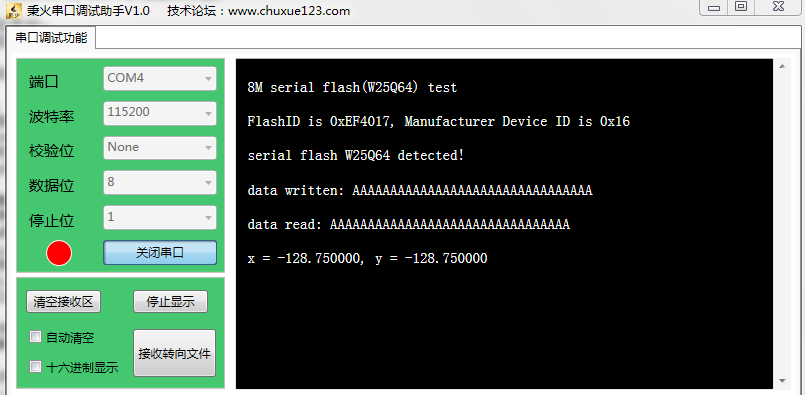 秉火串口调试助手V1.0 技术论坛：www.chuxue123.com
串口调试功能
端口 COM4
波特率 115200
校验位 None
数据位 8
停止位 1
关闭串口
清空接收区 停止显示
自动清空
十六进制显示
接收转向文件
8M serial flash(W25Q64) test
FlashID is 0xEF4017, Manufacturer Device ID is 0x16
serial flash W25Q64 detected!
data written: AAAAAAAAAAAAAAAAAAAAAAAAAAAAAAAA
data read: AAAAAAAAAAAAAAAAAAAAAAAAAAAAAAAA
x = -128.750000, y = -128.750000